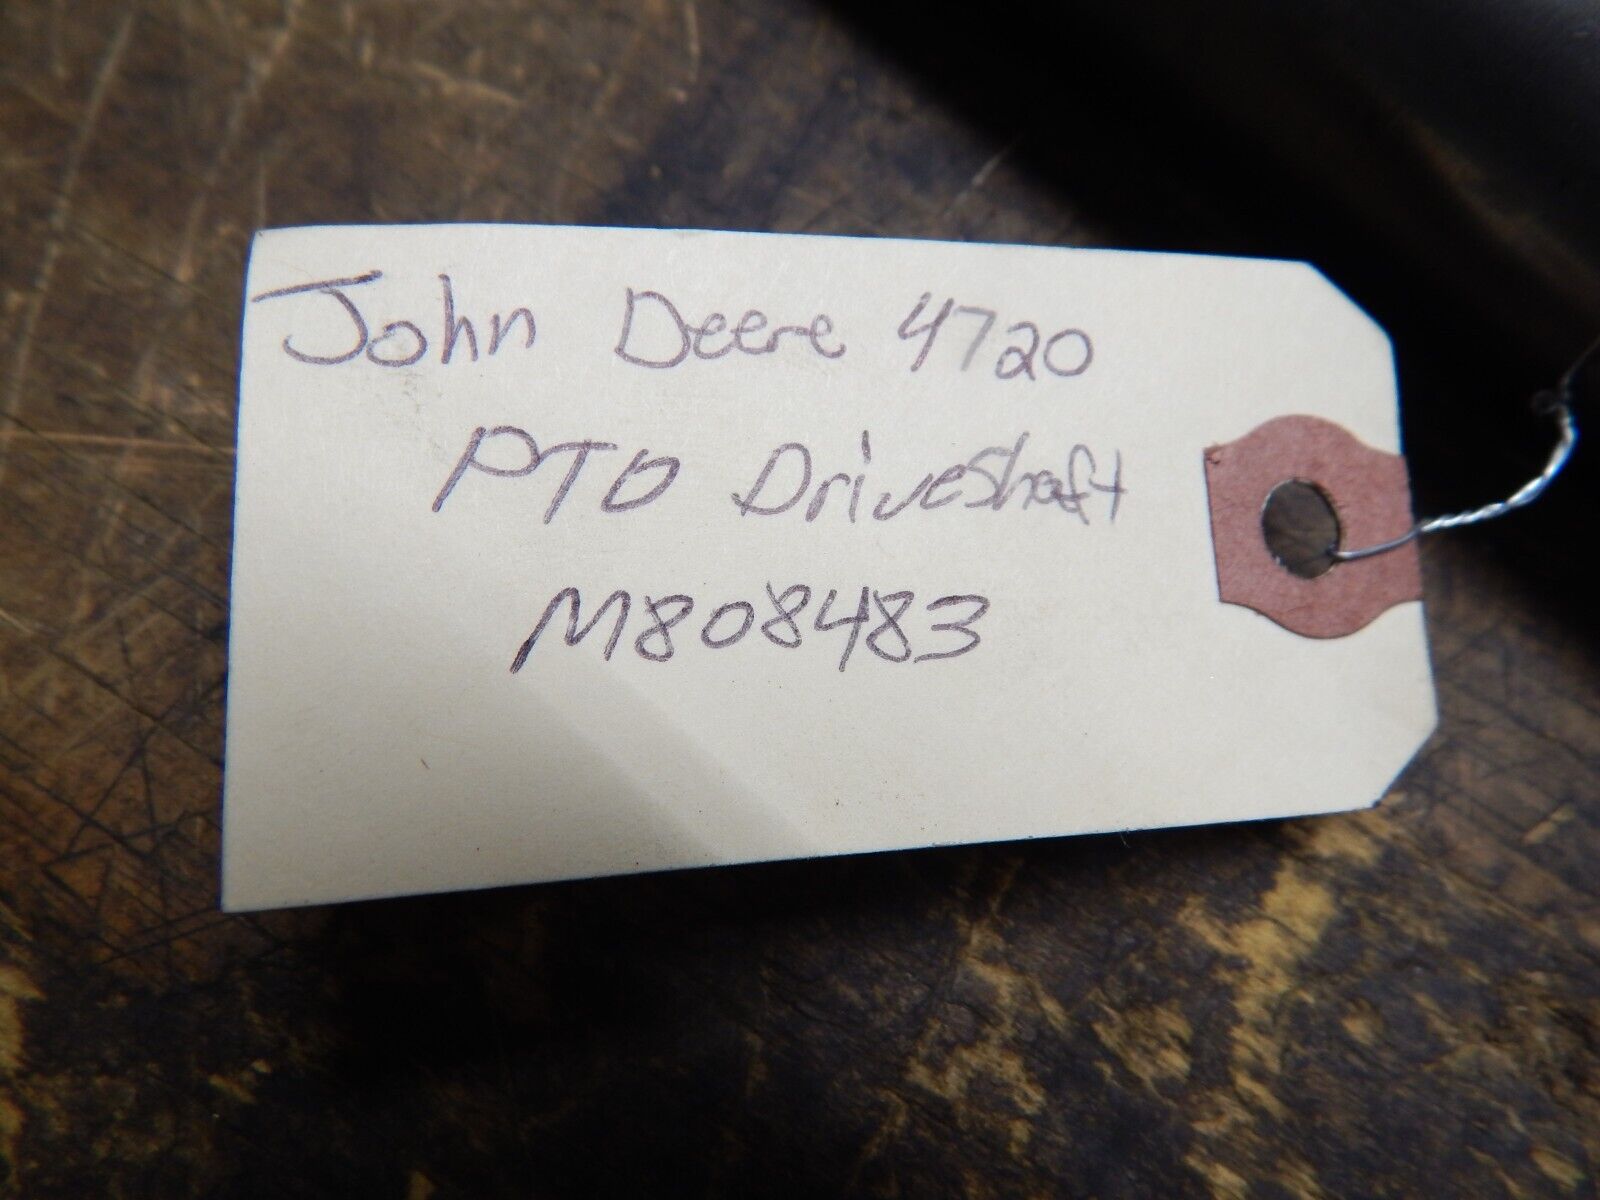 John Deere 4720
PTO Driveshaft
M808483